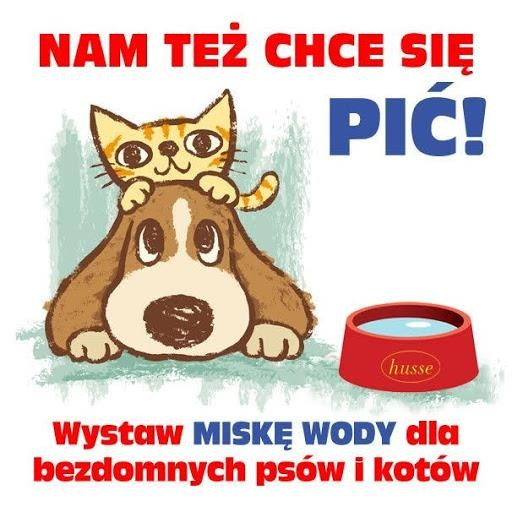 NAM TEŻ CHCE SIĘ
PIĆ!
husse
Wystaw MISKĘ WODY dla
bezdomnych psów i kotów